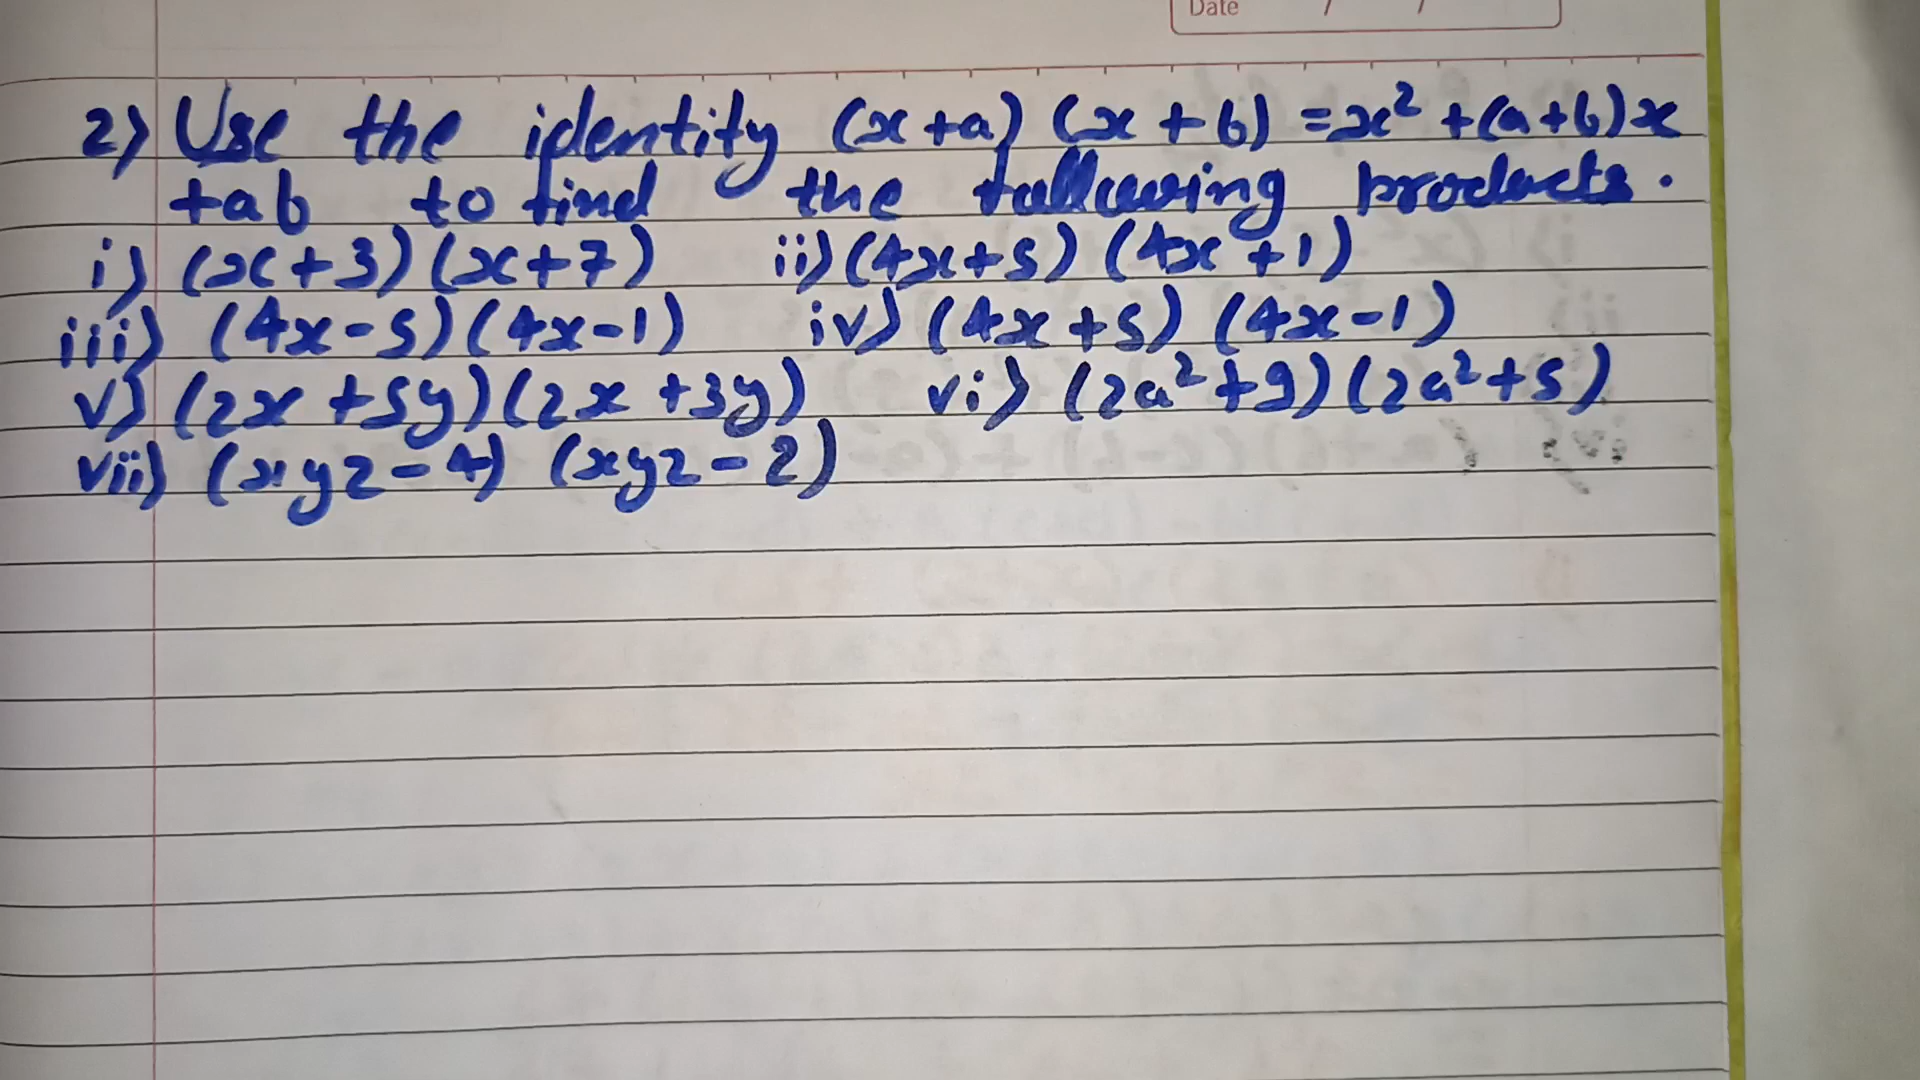 Date / /
2) Use the identity (x+a) (x+b) = x² + (a+b)x
+ab to find the following products.
i) (x+3)(x+7) ii) (4x+5) (4x+1)
iii) (4x-5)(4x-1) iv) (4x+5) (4x-1)
v) (2x+5y)(2x+3y) vi) (2a²+9)(2a²+5)
vii) (xyz-4) (xyz-2)